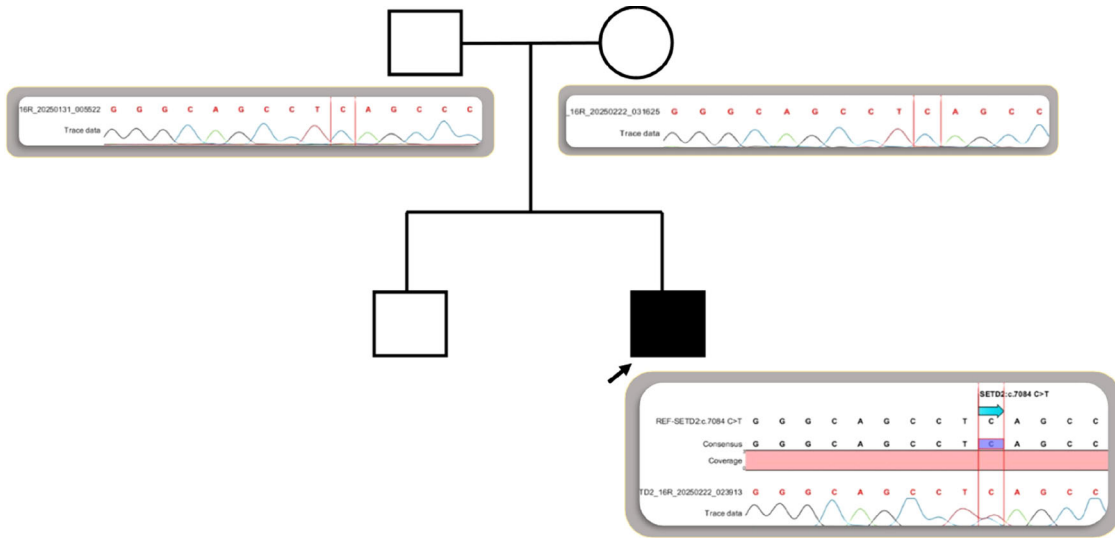 16R_20250131_005522 G G G C A G C C T C A G C C C
Trace data
_16R_20250222_031625 G G G C A G C C T C A G C C
Trace data
SETD2:c.7084 C>T
REF-SETD2:c.7084 C>T G G G C A G C C T C A G C C
Consensus G G G C A G C C T C A G C C
Coverage
TD2_16R_20250222_023913 G G G C A G C C T C A G C C
Trace data